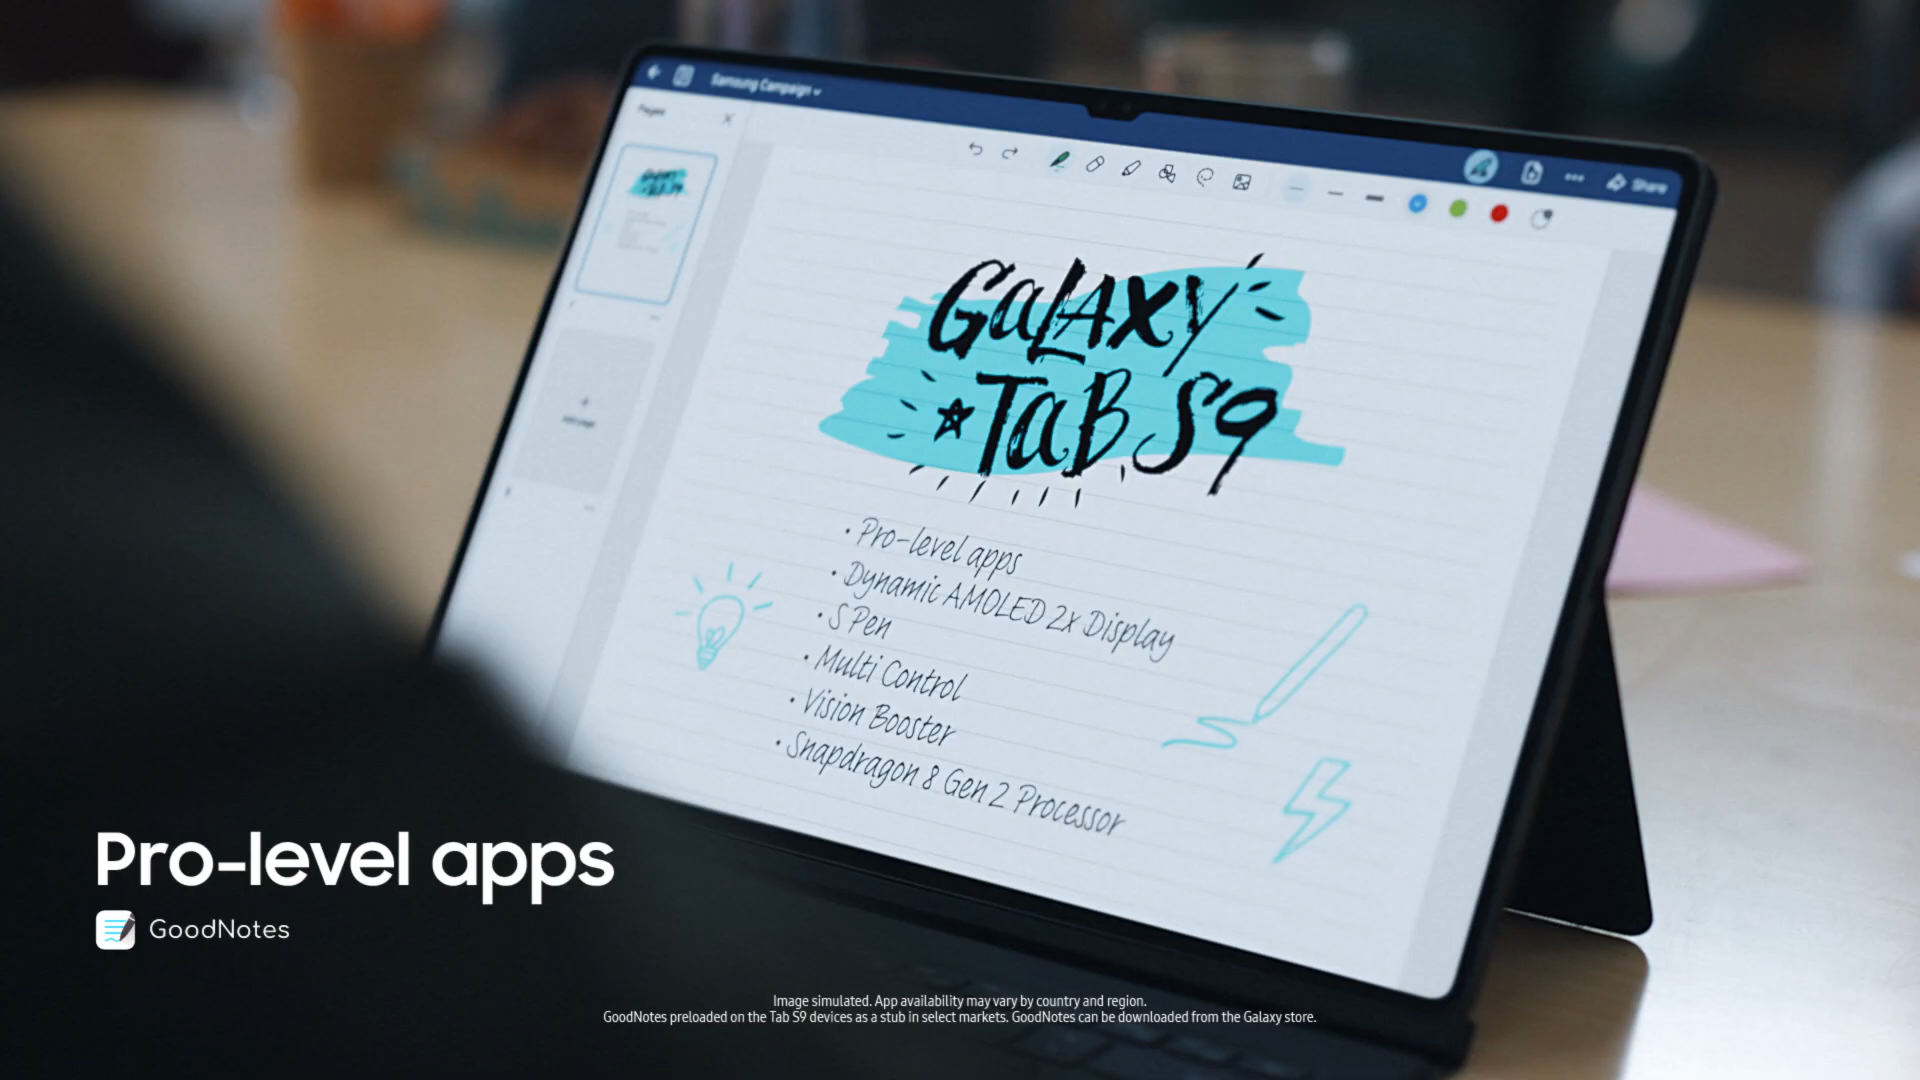 Samsung Campaign
Pages
Share
GaLAXY
TaB S9
• Pro-level apps
• Dynamic AMOLED 2x Display
• S Pen
• Multi Control
• Vision Booster
• Snapdragon 8 Gen 2 Processor
Pro-level apps
GoodNotes
Image simulated. App availability may vary by country and region.
GoodNotes preloaded on the Tab S9 devices as a stub in select markets. GoodNotes can be downloaded from the Galaxy store.